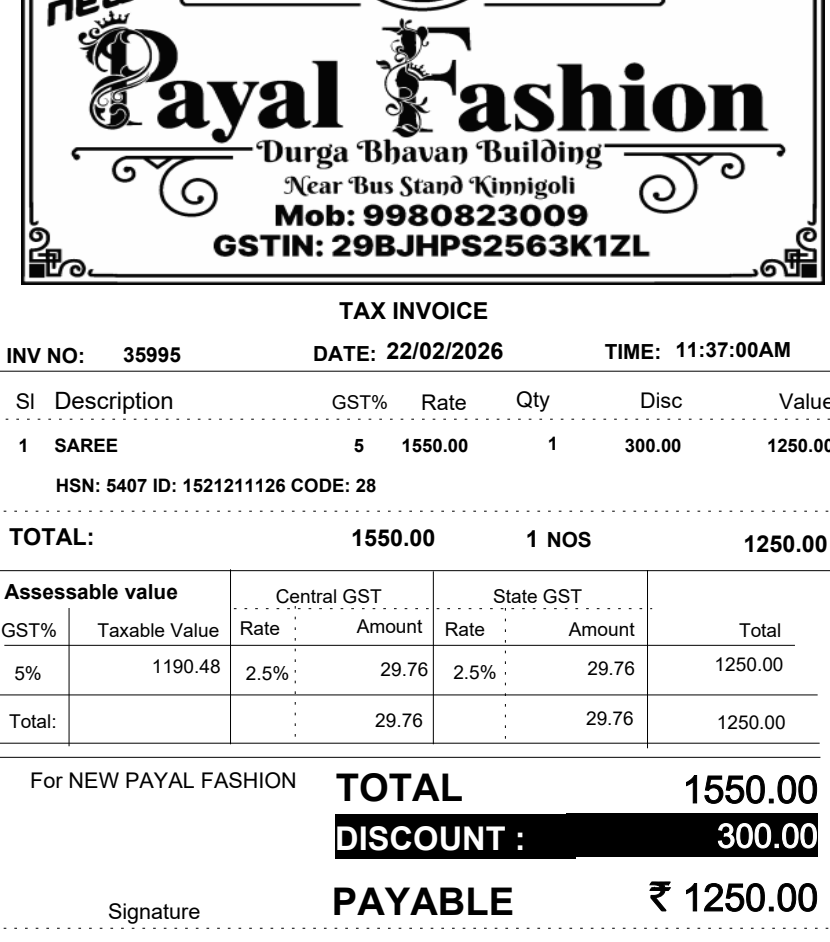 new
Payal Fashion
Durga Bhavan Building
Near Bus Stand Kinnigoli
Mob: 9980823009
GSTIN: 29BJHPS2563K1ZL
TAX INVOICE
INV NO: 35995 DATE: 22/02/2026 TIME: 11:37:00AM
Sl Description GST% Rate Qty Disc Value
1 SAREE 5 1550.00 1 300.00 1250.00
HSN: 5407 ID: 1521211126 CODE: 28
TOTAL: 1550.00 1 NOS 1250.00
Assessable value Central GST State GST
GST% Taxable Value Rate Amount Rate Amount Total
5% 1190.48 2.5% 29.76 2.5% 29.76 1250.00
Total: 29.76 29.76 1250.00
For NEW PAYAL FASHION TOTAL 1550.00
DISCOUNT : 300.00
Signature PAYABLE ₹ 1250.00